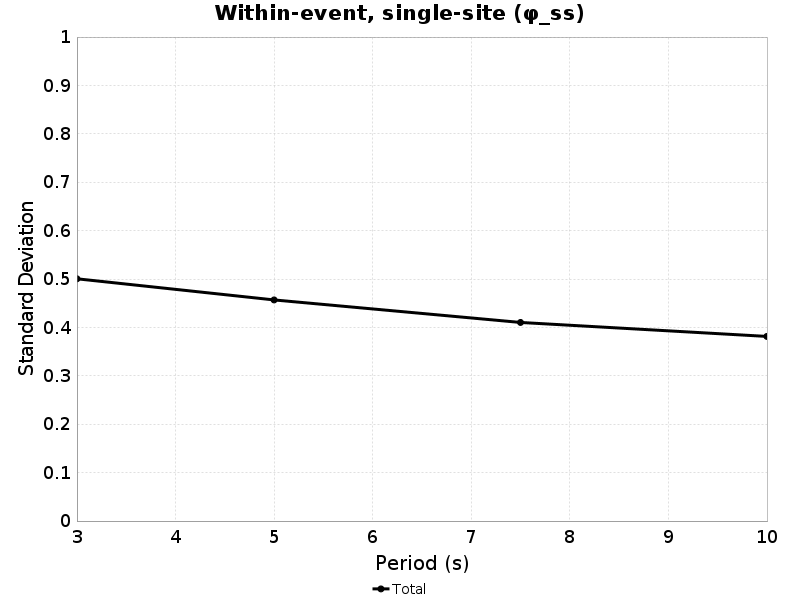 Within-event, single-site (φ_ss)
1
0.9
0.8
0.7
0.6
0.5
0.4
0.3
0.2
0.1
0
Standard Deviation
3 4 5 6 7 8 9 10
Period (s)
Total